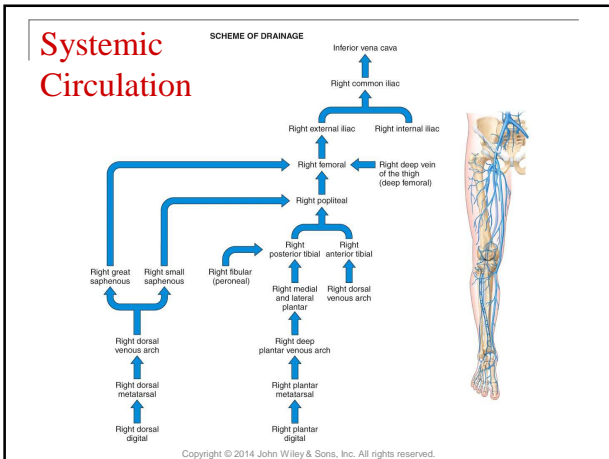 Systemic
Circulation
SCHEME OF DRAINAGE
Inferior vena cava
Right common iliac
Right external iliac
Right internal iliac
Right femoral
Right deep vein
of the thigh
(deep femoral)
Right popliteal
Right great
saphenous
Right small
saphenous
Right fibular
(peroneal)
Right
posterior tibial
Right
anterior tibial
Right medial
and lateral
plantar
Right dorsal
venous arch
Right dorsal
venous arch
Right deep
plantar venous arch
Right dorsal
metatarsal
Right plantar
metatarsal
Right dorsal
digital
Right plantar
digital
Copyright © 2014 John Wiley & Sons, Inc. All rights reserved.